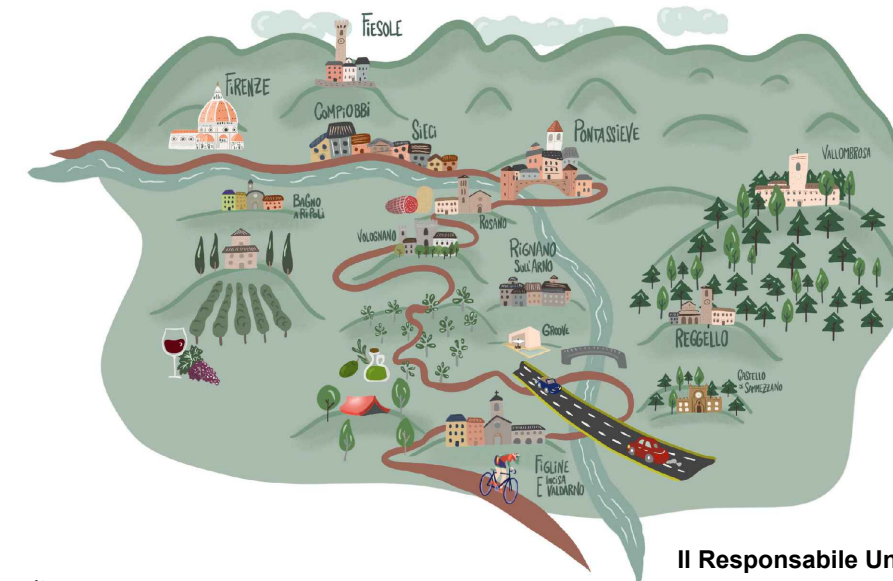 FIESOLE
FIRENZE
COMPIOBBI
SIECI
PONTASSIEVE
VALLOMBROSA
BAGNO
A RIPOLI
ROSANO
VOLOGNANO
RIGNANO
SULL'ARNO
GROOVE
REGGELLO
CASTELLO
DI SAMMEZZANO
FIGLINE
E INCISA
VALDARNO
Il Responsabile Un